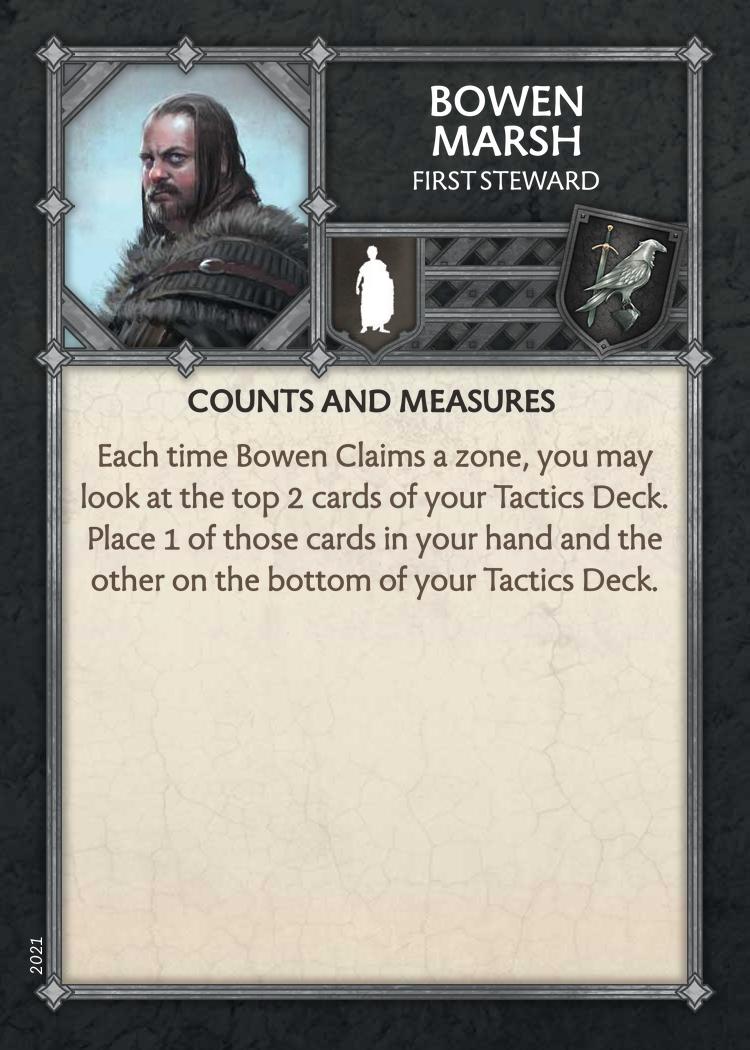 BOWEN
MARSH
FIRST STEWARD
COUNTS AND MEASURES
Each time Bowen Claims a zone, you may
look at the top 2 cards of your Tactics Deck.
Place 1 of those cards in your hand and the
other on the bottom of your Tactics Deck.
2021